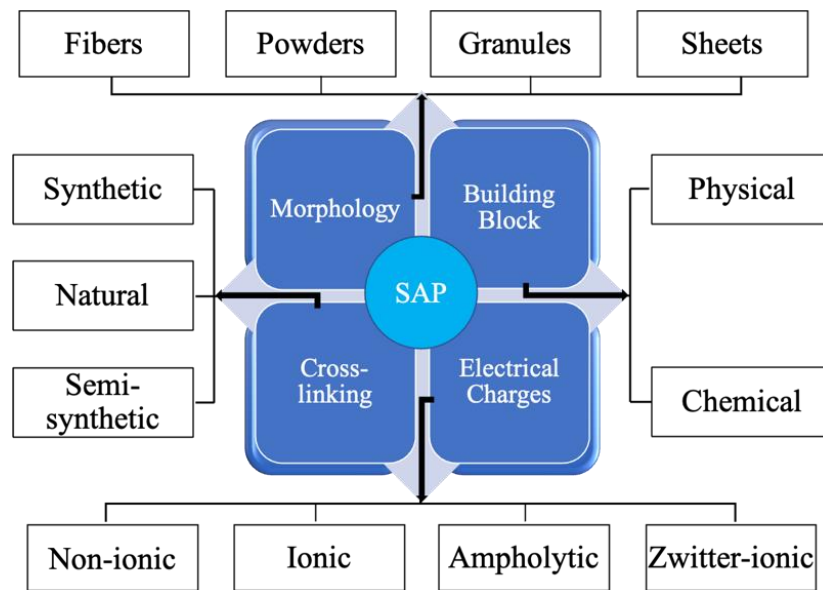 Fibers
Powders
Granules
Sheets
Synthetic
Natural
Semi-
synthetic
Morphology
Building
Block
SAP
Cross-
linking
Electrical
Charges
Physical
Chemical
Non-ionic
Ionic
Ampholytic
Zwitter-ionic